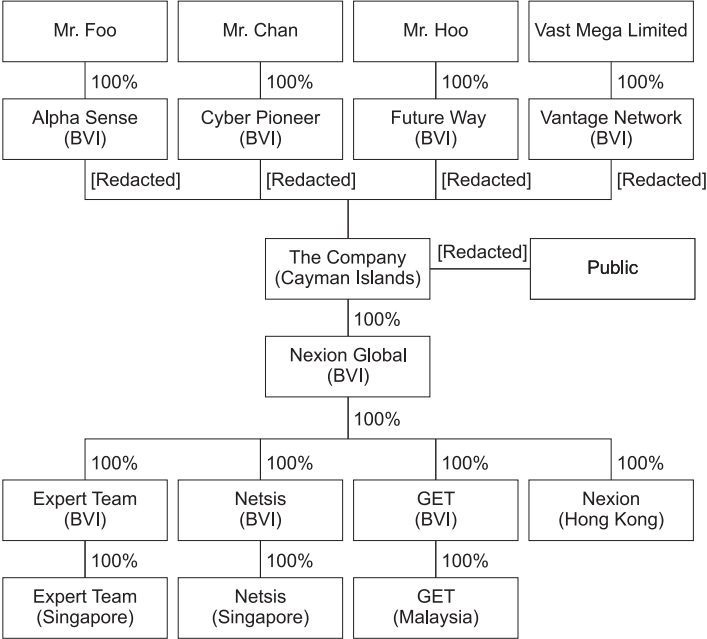 Mr. Foo
Mr. Chan
Mr. Hoo
Vast Mega Limited
100%
100%
100%
100%
Alpha Sense
(BVI)
Cyber Pioneer
(BVI)
Future Way
(BVI)
Vantage Network
(BVI)
[Redacted]
[Redacted]
[Redacted]
[Redacted]
The Company
(Cayman Islands)
[Redacted]
Public
100%
Nexion Global
(BVI)
100%
100%
100%
100%
100%
Expert Team
(BVI)
Netsis
(BVI)
GET
(BVI)
Nexion
(Hong Kong)
100%
100%
100%
Expert Team
(Singapore)
Netsis
(Singapore)
GET
(Malaysia)